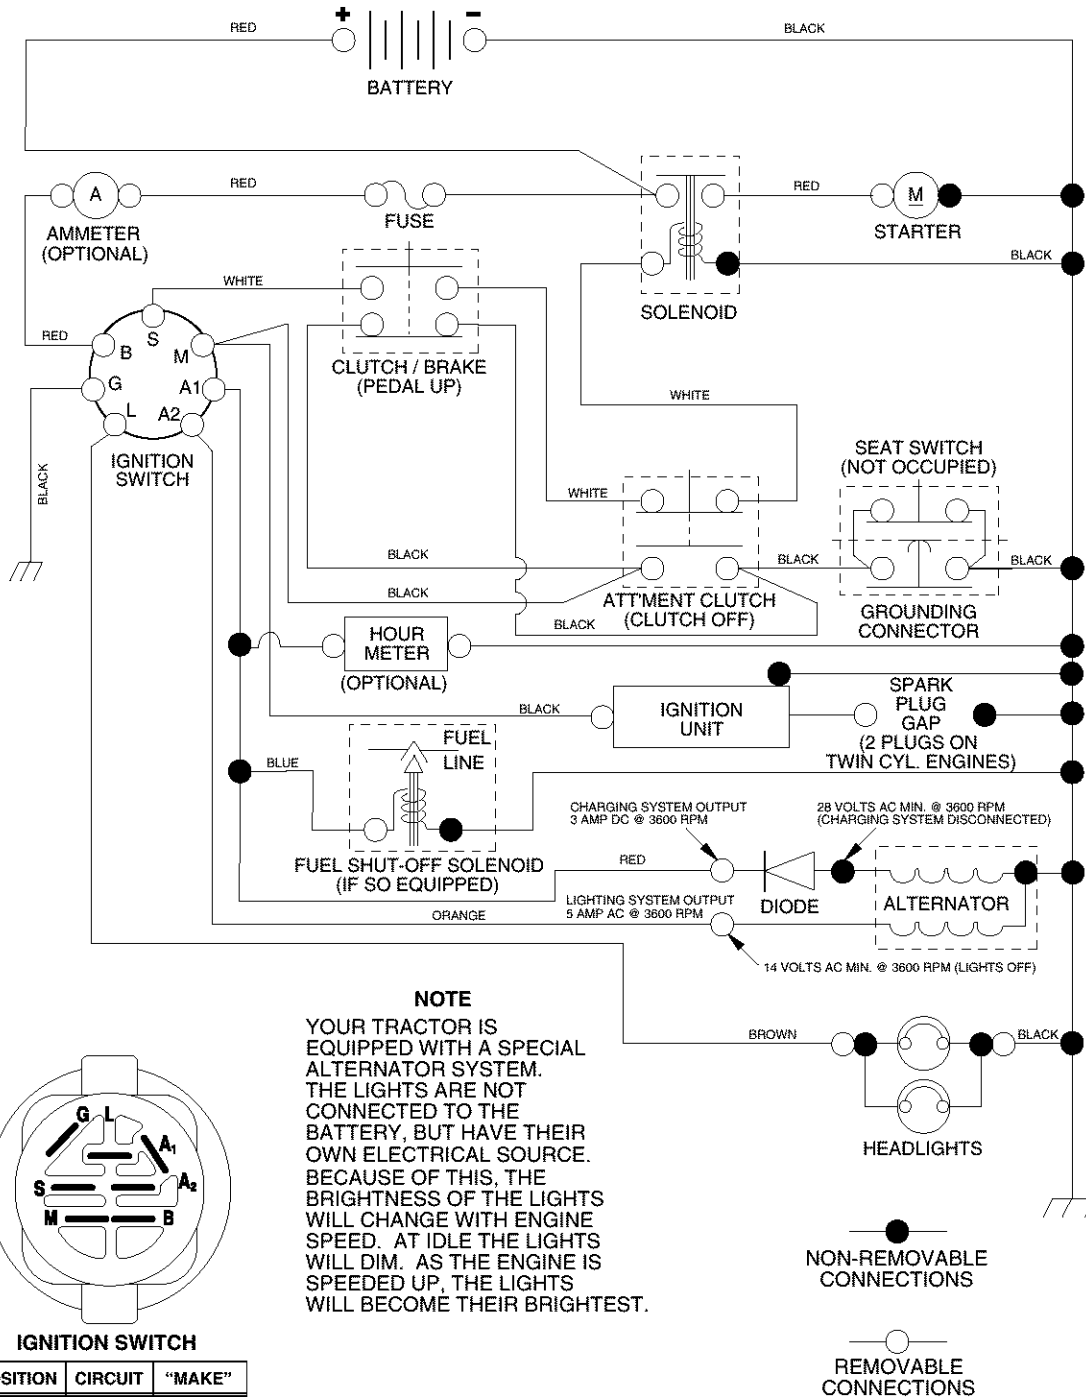 + -
RED
BLACK
BATTERY
A
RED
RED
M
AMMETER
(OPTIONAL)
FUSE
STARTER
BLACK
WHITE
SOLENOID
RED
S
B
M
CLUTCH / BRAKE
(PEDAL UP)
G
A1
L
A2
WHITE
IGNITION
SWITCH
BLACK
SEAT SWITCH
(NOT OCCUPIED)
WHITE
BLACK
BLACK
BLACK
BLACK
ATT'MENT CLUTCH
(CLUTCH OFF)
GROUNDING
CONNECTOR
BLACK
HOUR
METER
(OPTIONAL)
BLACK
IGNITION
UNIT
SPARK
PLUG
GAP
(2 PLUGS ON
TWIN CYL. ENGINES)
FUEL
LINE
BLUE
CHARGING SYSTEM OUTPUT
3 AMP DC @ 3600 RPM
28 VOLTS AC MIN. @ 3600 RPM
(CHARGING SYSTEM DISCONNECTED)
FUEL SHUT-OFF SOLENOID
(IF SO EQUIPPED)
RED
LIGHTING SYSTEM OUTPUT
5 AMP AC @ 3600 RPM
DIODE
ALTERNATOR
ORANGE
14 VOLTS AC MIN. @ 3600 RPM (LIGHTS OFF)
NOTE
YOUR TRACTOR IS
EQUIPPED WITH A SPECIAL
ALTERNATOR SYSTEM.
THE LIGHTS ARE NOT
CONNECTED TO THE
BATTERY, BUT HAVE THEIR
OWN ELECTRICAL SOURCE.
BECAUSE OF THIS, THE
BRIGHTNESS OF THE LIGHTS
WILL CHANGE WITH ENGINE
SPEED. AT IDLE THE LIGHTS
WILL DIM. AS THE ENGINE IS
SPEEDED UP, THE LIGHTS
WILL BECOME THEIR BRIGHTEST.
BROWN
BLACK
HEADLIGHTS
G L
A1
S
A2
M
B
IGNITION SWITCH
SITION CIRCUIT "MAKE"
NON-REMOVABLE
CONNECTIONS
REMOVABLE
CONNECTIONS